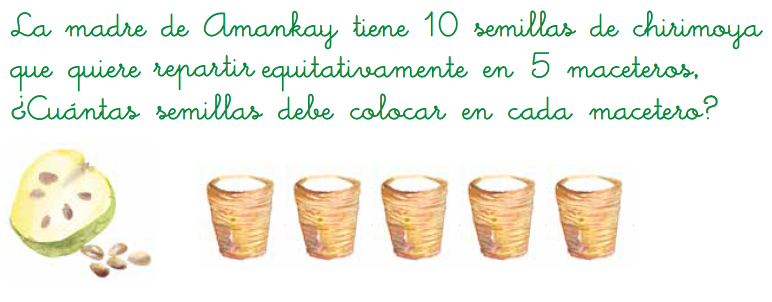 La madre de Amankay tiene 10 semillas de chirimoya
que quiere repartir equitativamente en 5 maceteros,
¿Cuántas semillas debe colocar en cada macetero?